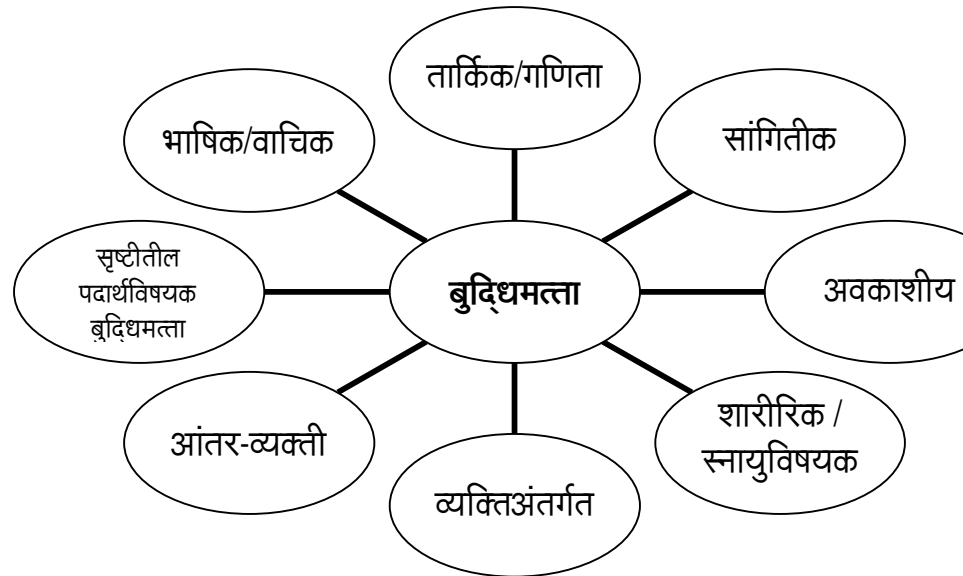 तार्किक/गणिता
भाषिक/वाचिक
सांगितीक
सृष्टीतील
पदार्थविषयक
बुद्धिमत्ता
बुद्धिमत्ता
अवकाशीय
आंतर-व्यक्ती
शारीरिक /
स्नायुविषयक
व्यक्तिअंतर्गत